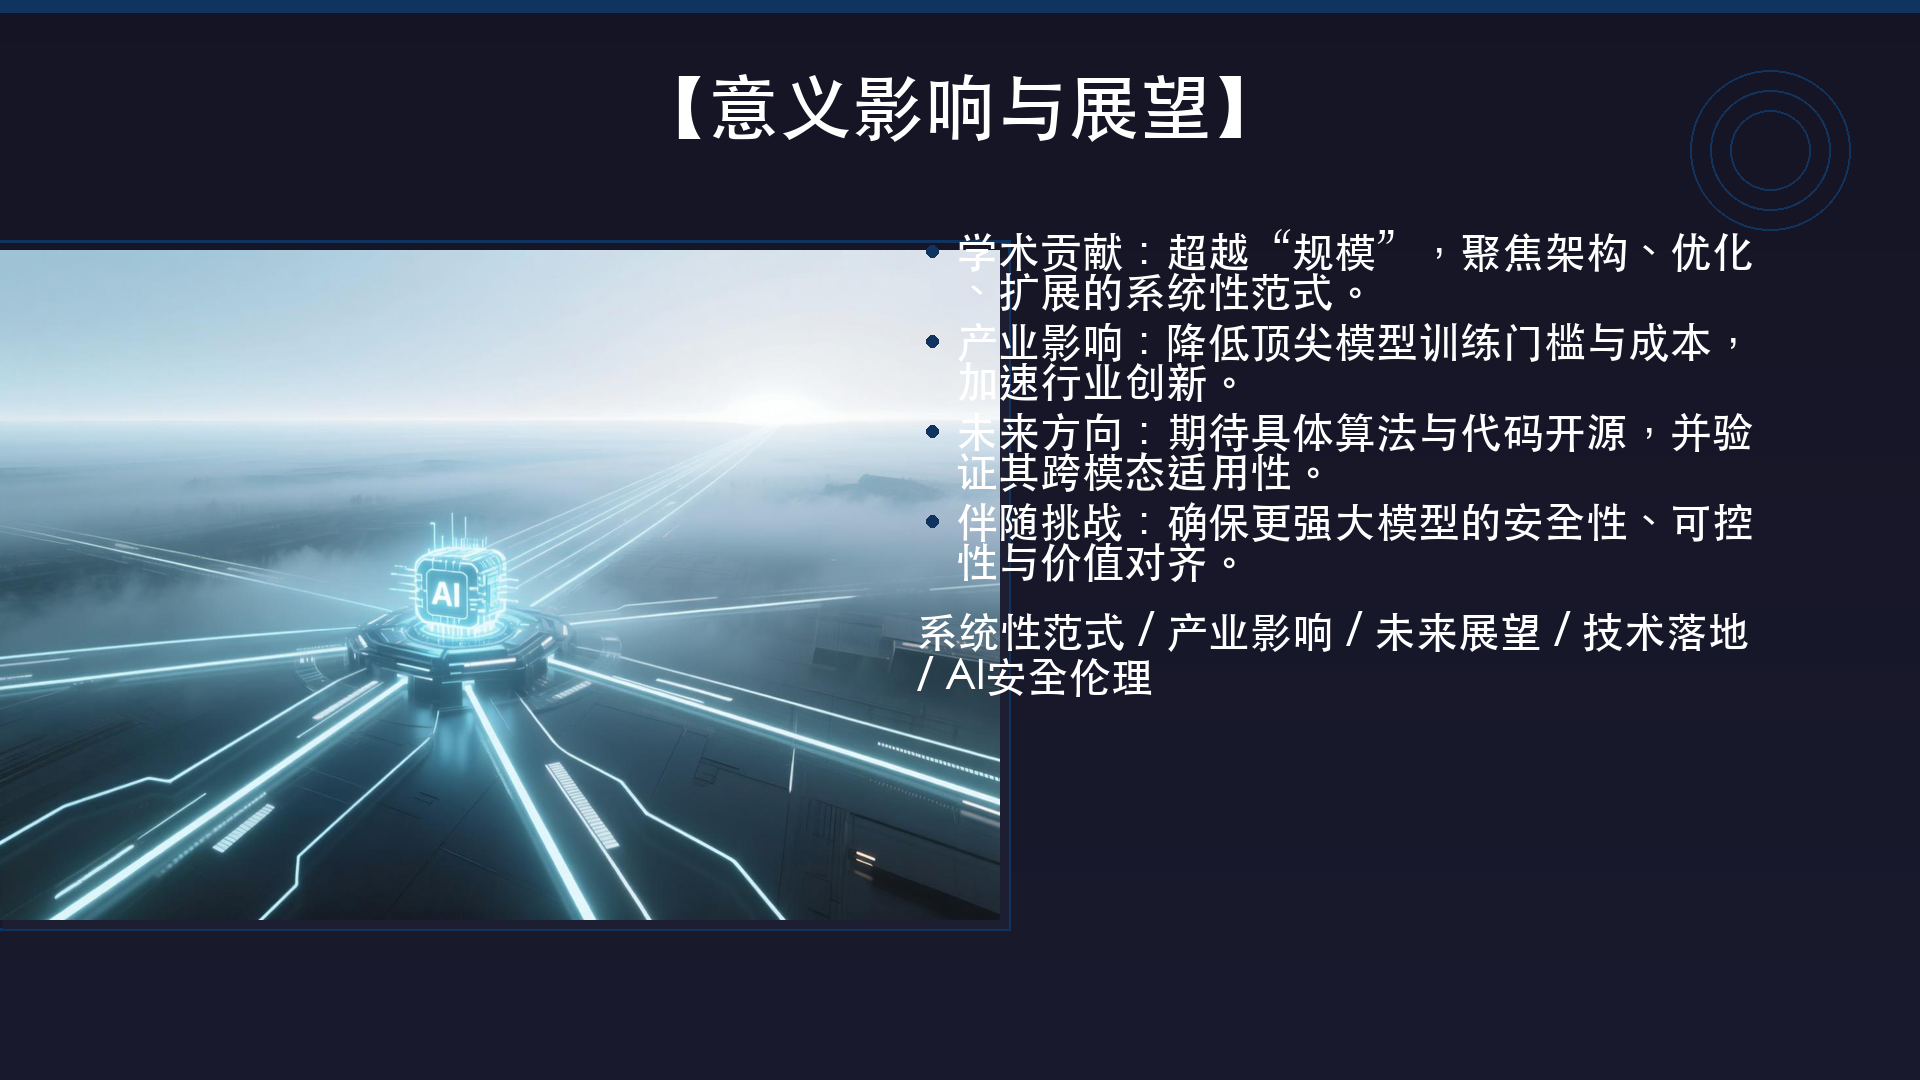 【意义影响与展望】
• 学术贡献：超越“规模”，聚焦架构、优化
、扩展的系统性范式。
• 产业影响：降低顶尖模型训练门槛与成本，
加速行业创新。
• 未来方向：期待具体算法与代码开源，并验
证其跨模态适用性。
• 伴随挑战：确保更强大模型的安全性、可控
性与价值对齐。
系统性范式 / 产业影响 / 未来展望 / 技术落地
/ AI安全伦理
AI